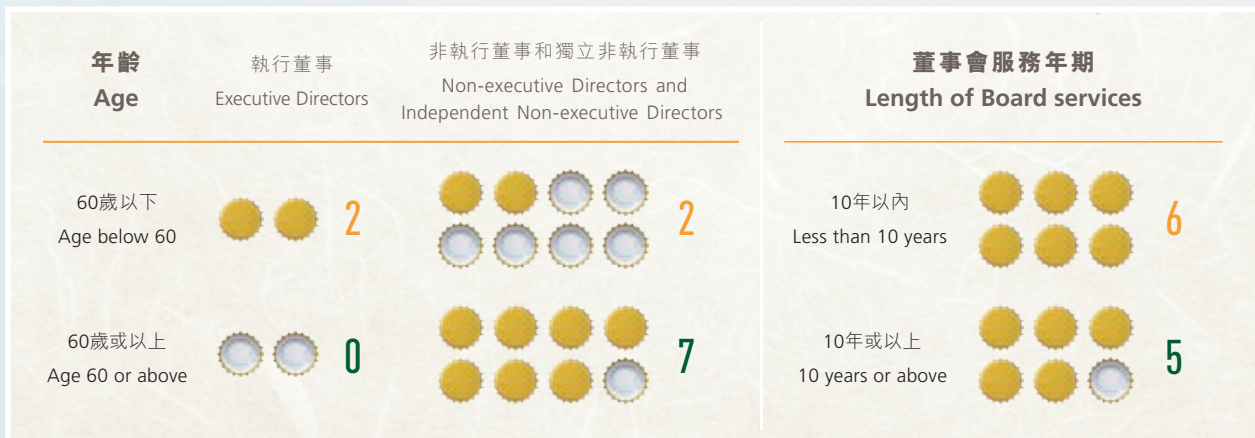 年齡
Age
執行董事
Executive Directors
非執行董事和獨立非執行董事
Non-executive Directors and
Independent Non-executive Directors
60歲以下
Age below 60
2
2
60歲或以上
Age 60 or above
0
7
董事會服務年期
Length of Board services
10年以內
Less than 10 years
6
10年或以上
10 years or above
5